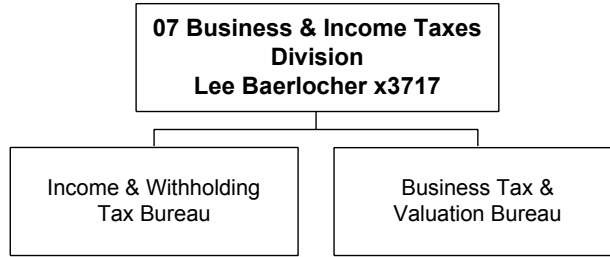 07 Business & Income Taxes
Division
Lee Baerlocher x3717
Income & Withholding
Tax Bureau
Business Tax &
Valuation Bureau